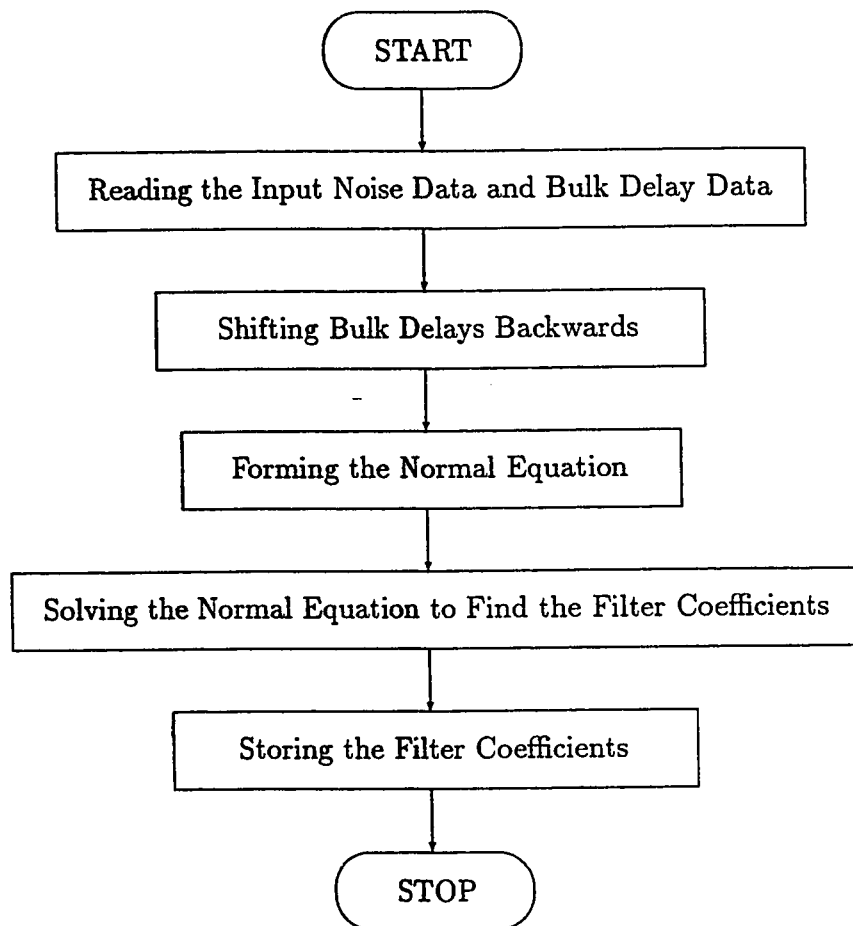 START
Reading the Input Noise Data and Bulk Delay Data
Shifting Bulk Delays Backwards
Forming the Normal Equation
Solving the Normal Equation to Find the Filter Coefficients
Storing the Filter Coefficients
STOP